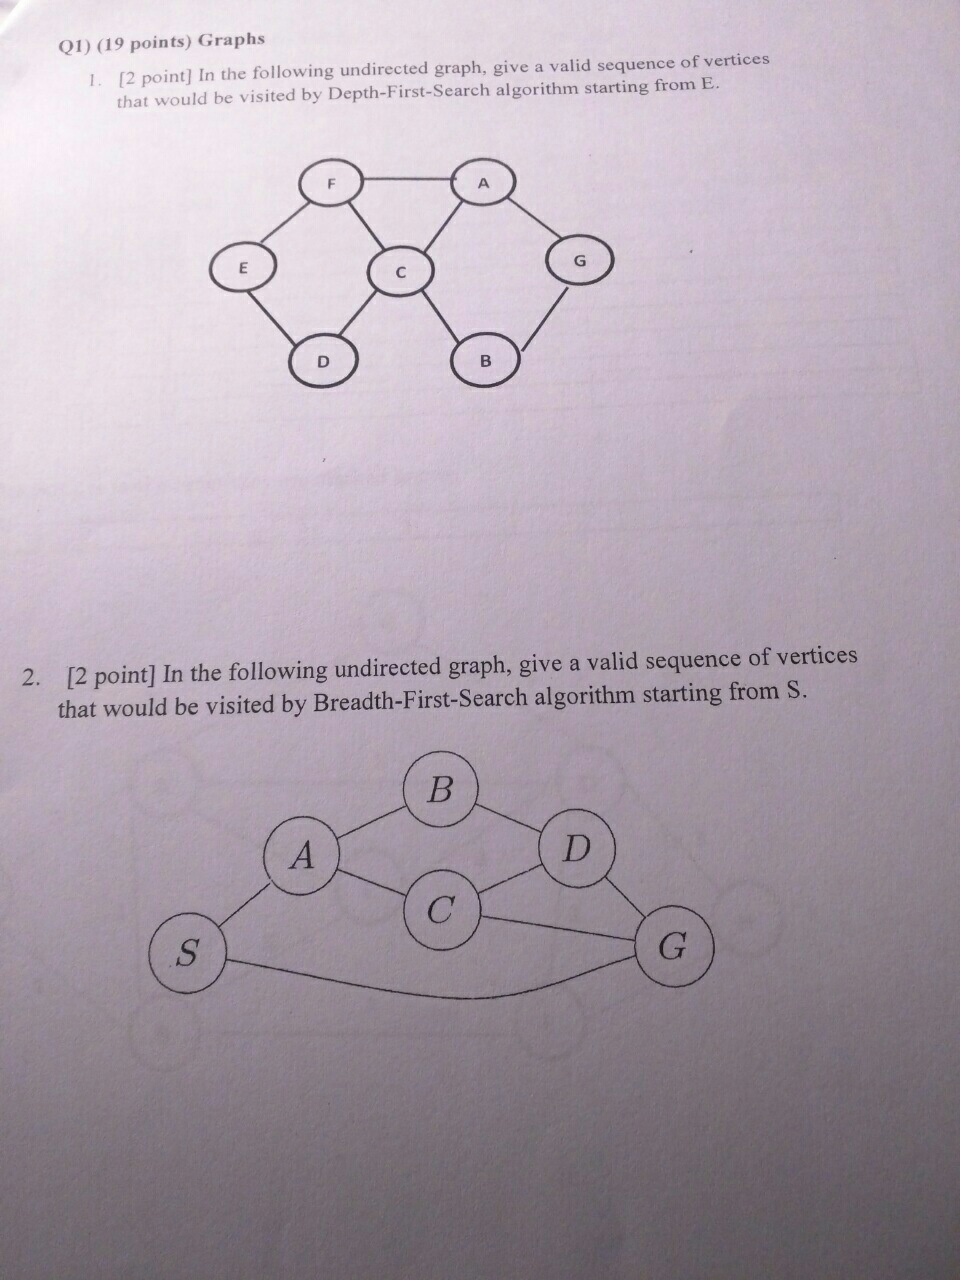 Q1) (19 points) Graphs
1. [2 point] In the following undirected graph, give a valid sequence of vertices
that would be visited by Depth-First-Search algorithm starting from E.
F
A
E
C
G
D
B
2. [2 point] In the following undirected graph, give a valid sequence of vertices
that would be visited by Breadth-First-Search algorithm starting from S.
B
A
D
C
S
G